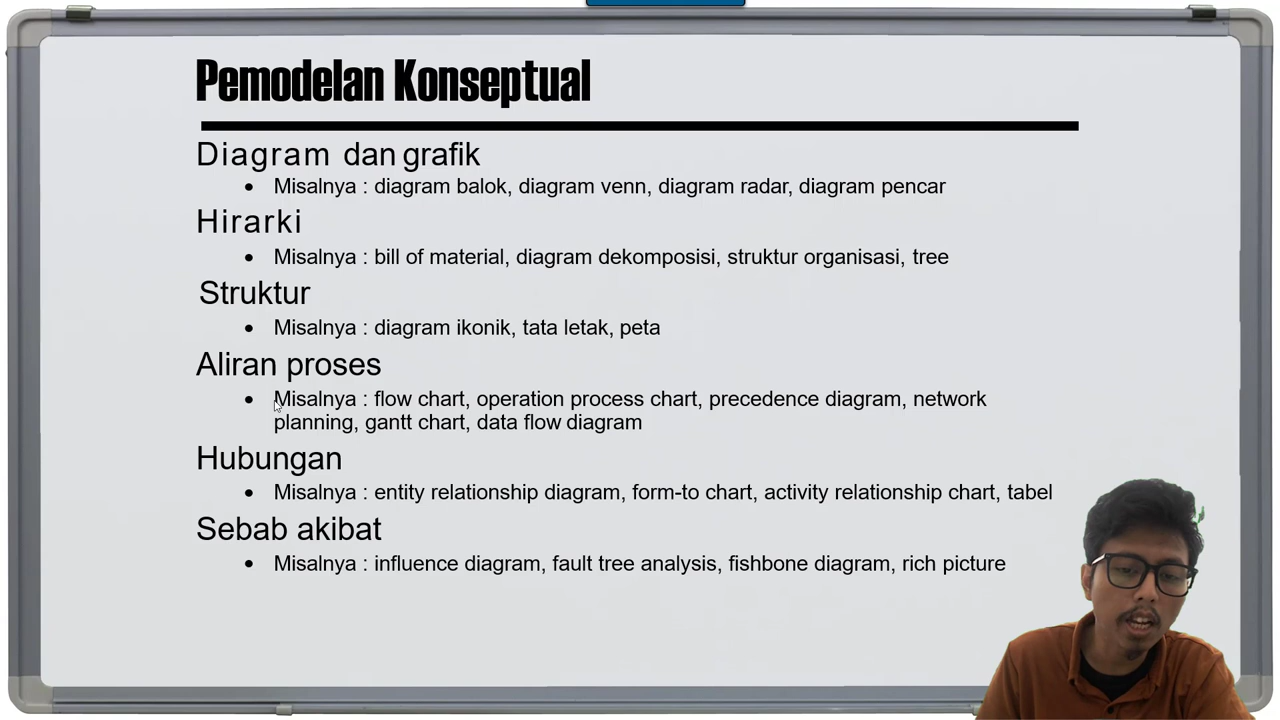 Pemodelan Konseptual
Diagram dan grafik
• Misalnya : diagram balok, diagram venn, diagram radar, diagram pencar
Hirarki
• Misalnya : bill of material, diagram dekomposisi, struktur organisasi, tree
Struktur
• Misalnya : diagram ikonik, tata letak, peta
Aliran proses
• Misalnya : flow chart, operation process chart, precedence diagram, network
planning, gantt chart, data flow diagram
Hubungan
• Misalnya : entity relationship diagram, form-to chart, activity relationship chart, tabel
Sebab akibat
• Misalnya : influence diagram, fault tree analysis, fishbone diagram, rich picture